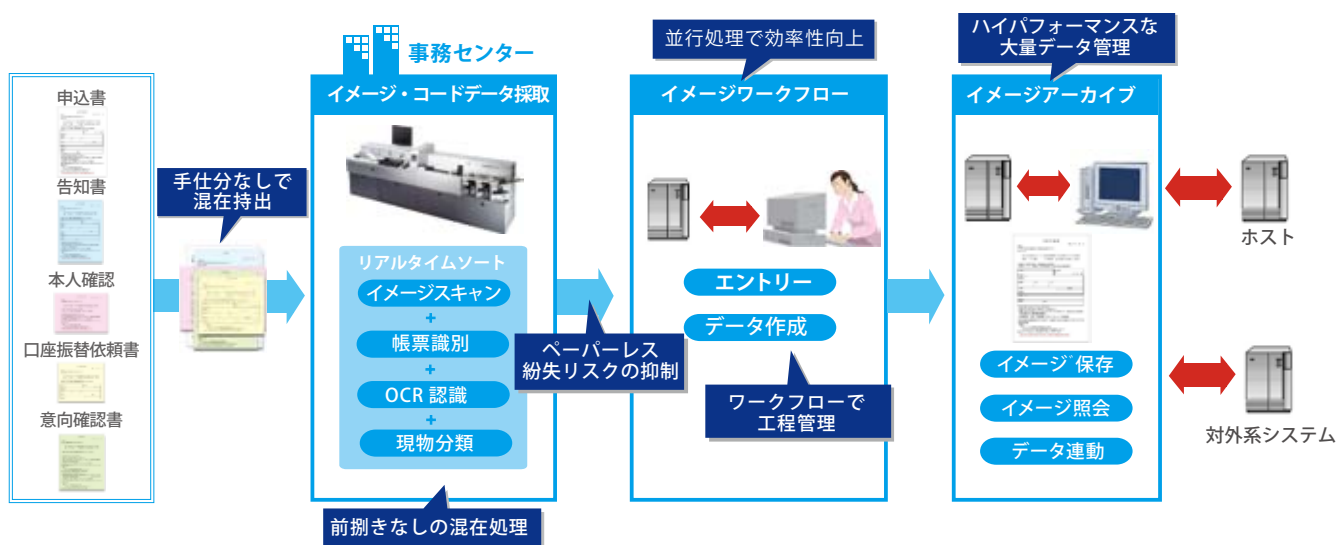 申込書
告知書
本人確認
口座振替依頼書
意向確認書
手仕分なしで
混在持出
事務センター
イメージ・コードデータ採取
リアルタイムソート
イメージスキャン
+
帳票識別
+
OCR 認識
+
現物分類
前捌きなしの混在処理
ペーパーレス
紛失リスクの抑制
並行処理で効率性向上
イメージワークフロー
エントリー
データ作成
ワークフローで
工程管理
ハイパフォーマンスな
大量データ管理
イメージアーカイブ
イメージ保存
イメージ照会
データ連動
ホスト
対外系システム